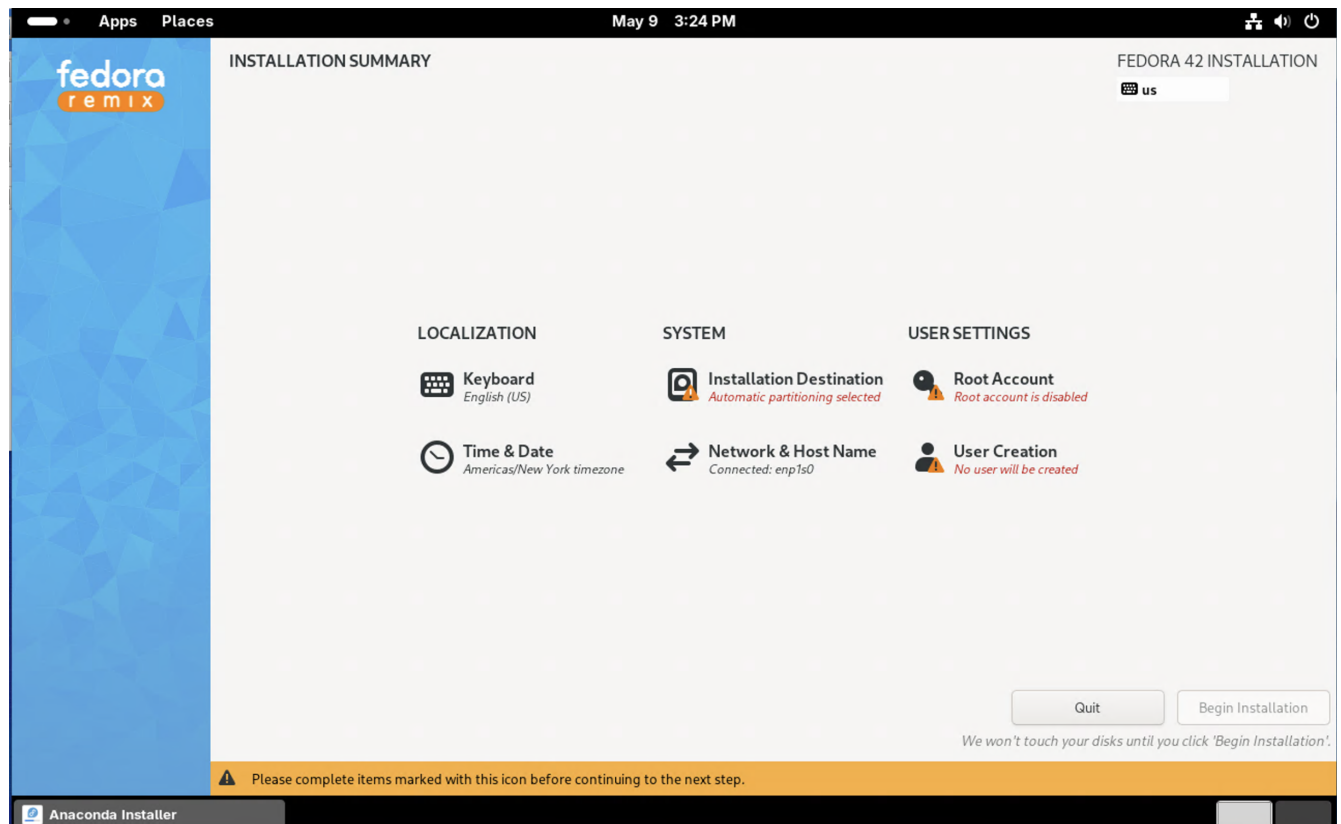 Apps Places May 9 3:24 PM
fedora
remix
INSTALLATION SUMMARY
FEDORA 42 INSTALLATION
us
LOCALIZATION
Keyboard
English (US)
Time & Date
Americas/New York timezone
SYSTEM
Installation Destination
Automatic partitioning selected
Network & Host Name
Connected: enp1s0
USER SETTINGS
Root Account
Root account is disabled
User Creation
No user will be created
Quit
Begin Installation
We won't touch your disks until you click 'Begin Installation'.
Please complete items marked with this icon before continuing to the next step.
Anaconda Installer